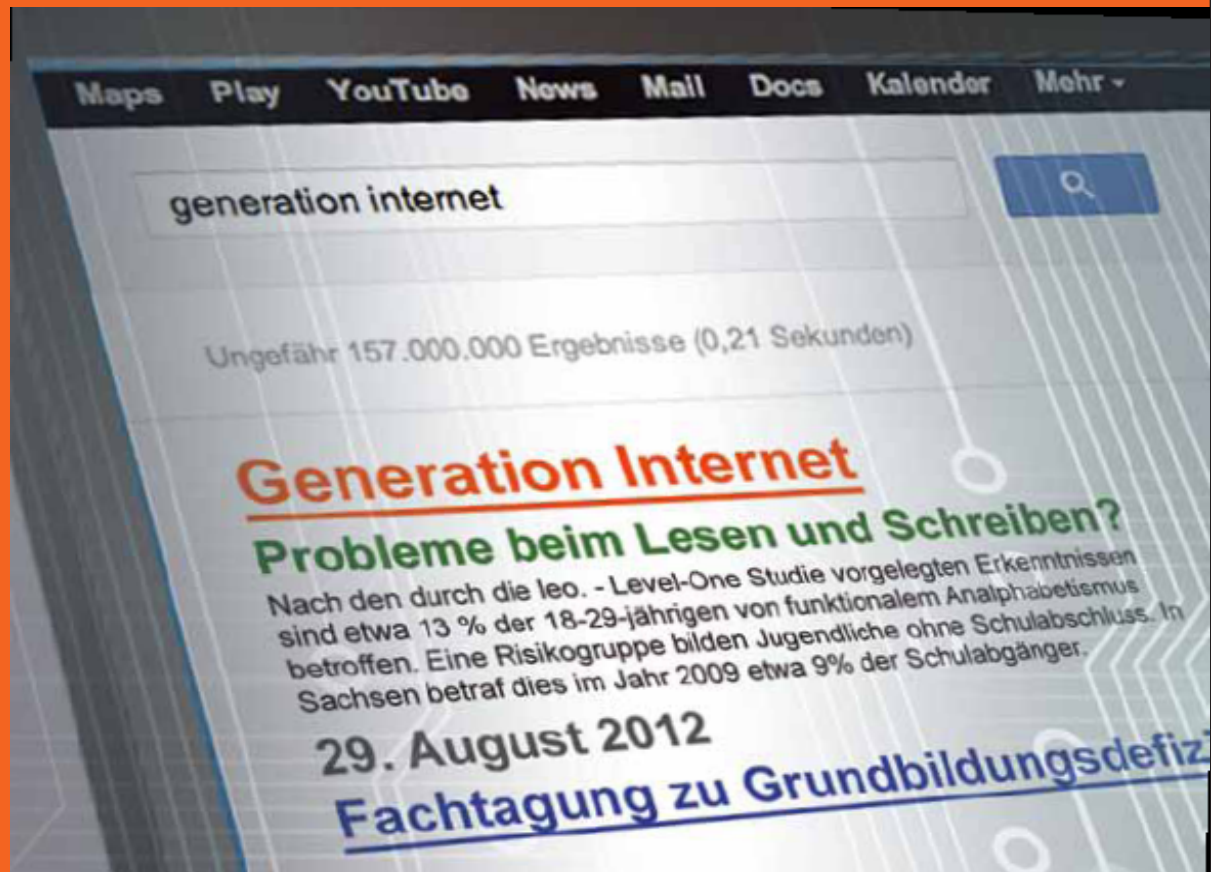 Maps Play YouTube News Mail Docs Kalender Mehr
generation internet
Ungefähr 157.000.000 Ergebnisse (0,21 Sekunden)
Generation Internet
Probleme beim Lesen und Schreiben?
Nach den durch die leo. - Level-One Studie vorgelegten Erkenntnissen
sind etwa 13 % der 18-29-jährigen von funktionalem Analphabetismus
betroffen. Eine Risikogruppe bilden Jugendliche ohne Schulabschluss. In
Sachsen betraf dies im Jahr 2009 etwa 9% der Schulabgänger.
29. August 2012
Fachtagung zu Grundbildungsdefiz